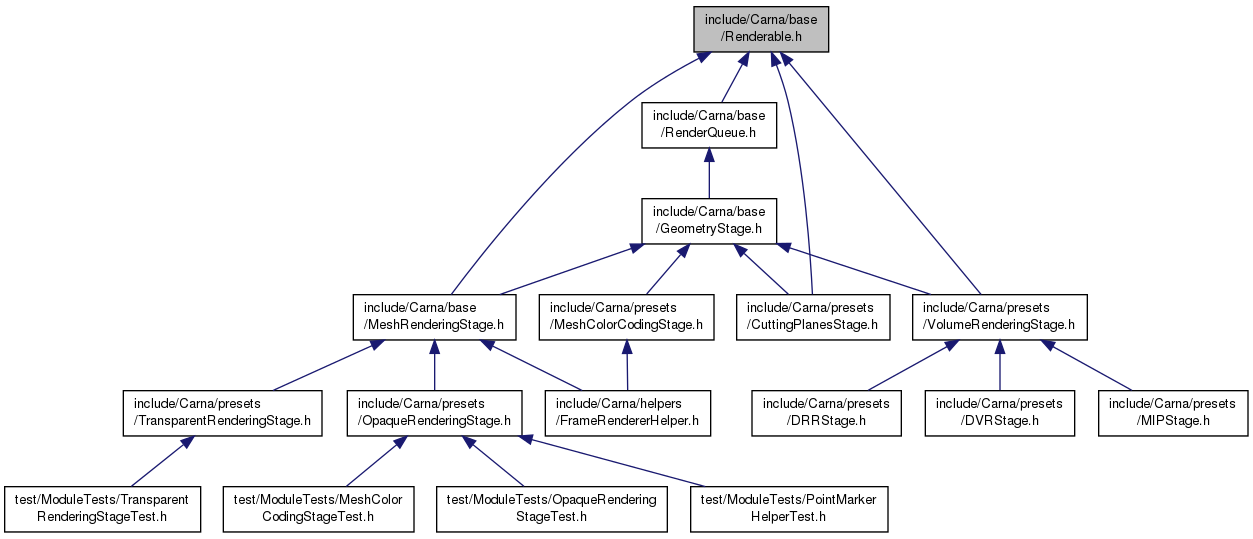 include/Carna/base
/Renderable.h
include/Carna/base
/RenderQueue.h
include/Carna/base
/GeometryStage.h
include/Carna/base
/MeshRenderingStage.h
include/Carna/presets
/MeshColorCodingStage.h
include/Carna/presets
/CuttingPlanesStage.h
include/Carna/presets
/VolumeRenderingStage.h
include/Carna/presets
/TransparentRenderingStage.h
include/Carna/presets
/OpaqueRenderingStage.h
include/Carna/helpers
/FrameRendererHelper.h
include/Carna/presets
/DRRStage.h
include/Carna/presets
/DVRStage.h
include/Carna/presets
/MIPStage.h
test/ModuleTests/Transparent
RenderingStageTest.h
test/ModuleTests/MeshColor
CodingStageTest.h
test/ModuleTests/OpaqueRendering
StageTest.h
test/ModuleTests/PointMarker
HelperTest.h